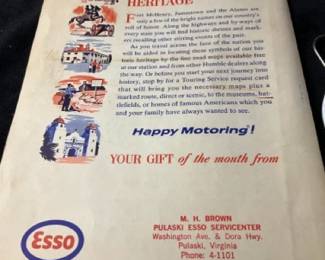 HERITAGE
Fort McHenry, Jamestown and the Alamo are
only a few of the bright names in our country's
roll of honor. Along the highways and by-ways of
every state you will find historic shrines and mark-
ers recalling other stirring events of the past.
As you travel across the face of the nation you
will be aided in locating these symbols of our his-
toric heritage by the free road maps available here
at our station and from other Humble dealers along
the way. Or before you start your next journey into
history, stop by for a Touring Service request card
that will bring you the necessary maps plus a
marked route, direct or scenic, to the museums, bat-
tlefields, or homes of famous Americans which you
and your family have always wanted to see.
Happy Motoring!
YOUR GIFT of the month from
Esso
M. H. BROWN
PULASKI ESSO SERVICENTER
Washington Ave. & Dora Hwy.
Pulaski, Virginia
Phone: 4-1101